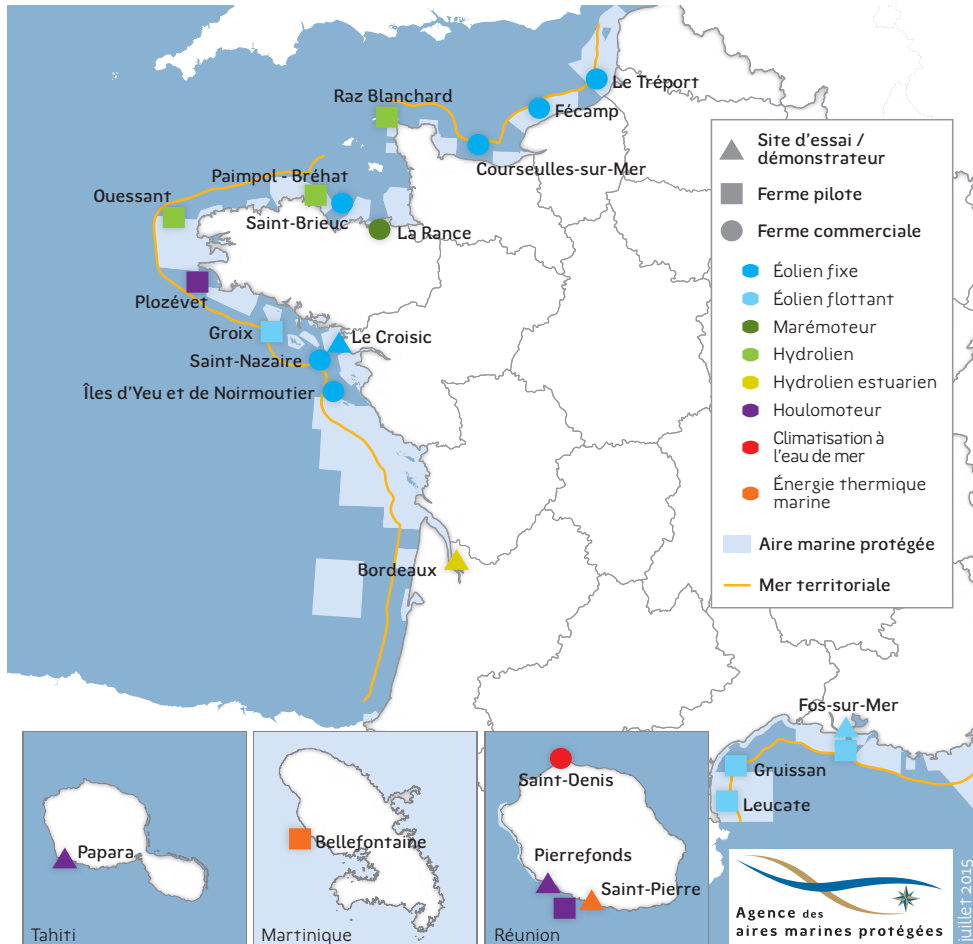 Le Tréport
Raz Blanchard
Fécamp
Courseulles-sur-Mer
Paimpol - Bréhat
Ouessant
Saint-Brieuc
La Rance
Plozévet
Groix
Le Croisic
Saint-Nazaire
Îles d'Yeu et de Noirmoutier
Bordeaux
Site d'essai /
démonstrateur
Ferme pilote
Ferme commerciale
Éolien fixe
Éolien flottant
Marémoteur
Hydrolien
Hydrolien estuarien
Houlomoteur
Climatisation à
l'eau de mer
Énergie thermique
marine
Aire marine protégée
Mer territoriale
Fos-sur-Mer
Gruissan
Leucate
Papara
Tahiti
Bellefontaine
Martinique
Saint-Denis
Pierrefonds
Saint-Pierre
Réunion
Agence des
aires marines protégées
juillet 2015